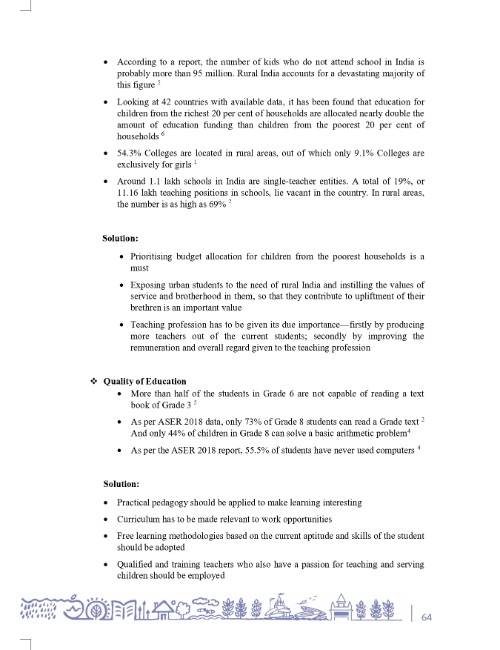 • According to a report, the number of kids who do not attend school in India is
probably more than 95 million. Rural India accounts for a devastating majority of
this figure 5
• Looking at 42 countries with available data, it has been found that education for
children from the richest 20 per cent of households are allocated nearly double the
amount of education funding than children from the poorest 20 per cent of
households 6
• 54.3% Colleges are located in rural areas, out of which only 9.1% Colleges are
exclusively for girls 1
• Around 1.1 lakh schools in India are single-teacher entities. A total of 19%, or
11.16 lakh teaching positions in schools, lie vacant in the country. In rural areas,
the number is as high as 69% 2
Solution:
• Prioritising budget allocation for children from the poorest households is a
must
• Exposing urban students to the need of rural India and instilling the values of
service and brotherhood in them, so that they contribute to upliftment of their
brethren is an important value
• Teaching profession has to be given its due importance—firstly by producing
more teachers out of the current students; secondly by improving the
remuneration and overall regard given to the teaching profession
❖ Quality of Education
• More than half of the students in Grade 6 are not capable of reading a text
book of Grade 3 5
• As per ASER 2018 data, only 73% of Grade 8 students can read a Grade text 2
And only 44% of children in Grade 8 can solve a basic arithmetic problem4
• As per the ASER 2018 report, 55.5% of students have never used computers 4
Solution:
• Practical pedagogy should be applied to make learning interesting
• Curriculum has to be made relevant to work opportunities
• Free learning methodologies based on the current aptitude and skills of the student
should be adopted
• Qualified and training teachers who also have a passion for teaching and serving
children should be employed
64